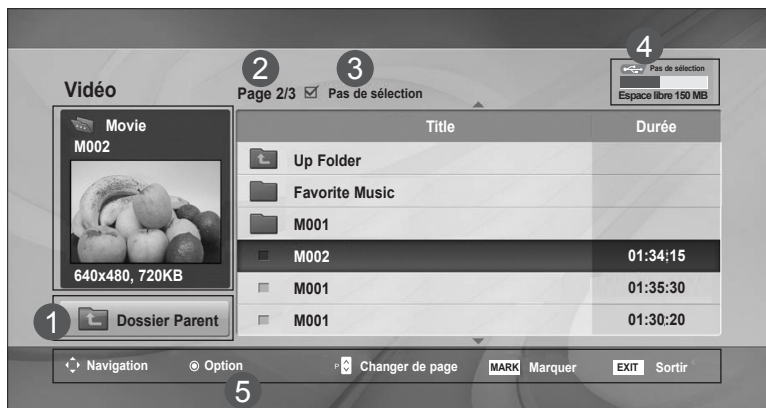 2 3 4
Pas de sélection
Vidéo Page 2/3 Pas de sélection
Espace libre 150 MB
Movie
M002
Title Durée
Up Folder
Favorite Music
M001
M002 01:34:15
640x480, 720KB
M001 01:35:30
1 Dossier Parent
M001 01:30:20
Navigation Option P Changer de page MARK Marquer EXIT Sortir
5